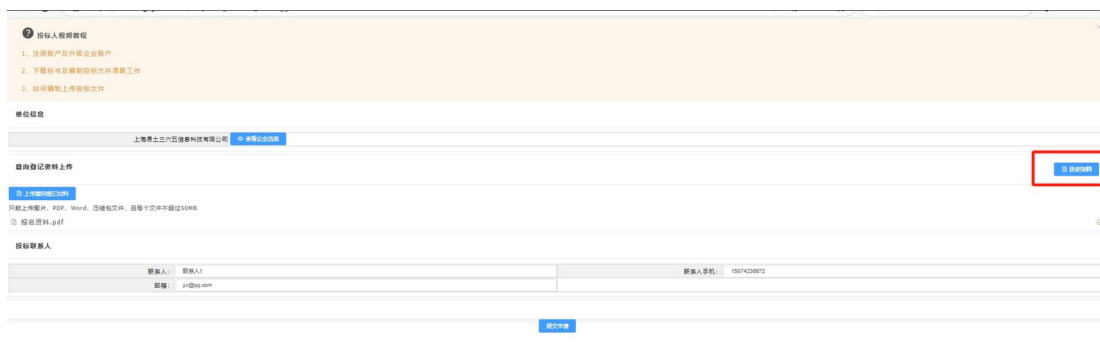 投标人视频教程
1、注册账户及升级企业账户
2、下载标书及编制投标文件准备工作
3、如何编制上传投标文件
单位信息
上海易土三六五信息科技有限公司 查看企业信息
意向登记资料上传
历史资料
上传意向登记材料
只能上传图片、PDF、Word、压缩包文件，且每个文件不超过50MB
报名资料.pdf
投标联系人
联系人： 联系人1 联系人手机： 15974236672
邮箱： yx@qq.com
提交申请